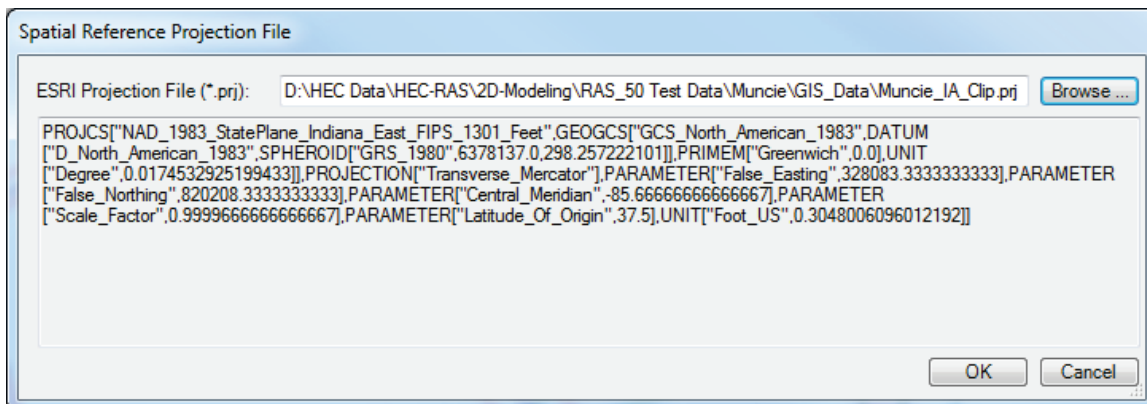 Spatial Reference Projection File
ESRI Projection File (*.prj): D:\HEC Data\HEC-RAS\2D-Modeling\RAS_50 Test Data\Muncie\GIS_Data\Muncie_IA_Clip.prj Browse ...
PROJCS["NAD_1983_StatePlane_Indiana_East_FIPS_1301_Feet",GEOGCS["GCS_North_American_1983",DATUM
["D_North_American_1983",SPHEROID["GRS_1980",6378137.0,298.257222101]],PRIMEM["Greenwich",0.0],UNIT
["Degree",0.0174532925199433]],PROJECTION["Transverse_Mercator"],PARAMETER["False_Easting",328083.3333333333],PARAMETER
["False_Northing",820208.3333333333],PARAMETER["Central_Meridian",-85.66666666666667],PARAMETER
["Scale_Factor",0.9999666666666667],PARAMETER["Latitude_Of_Origin",37.5],UNIT["Foot_US",0.3048006096012192]]
OK Cancel